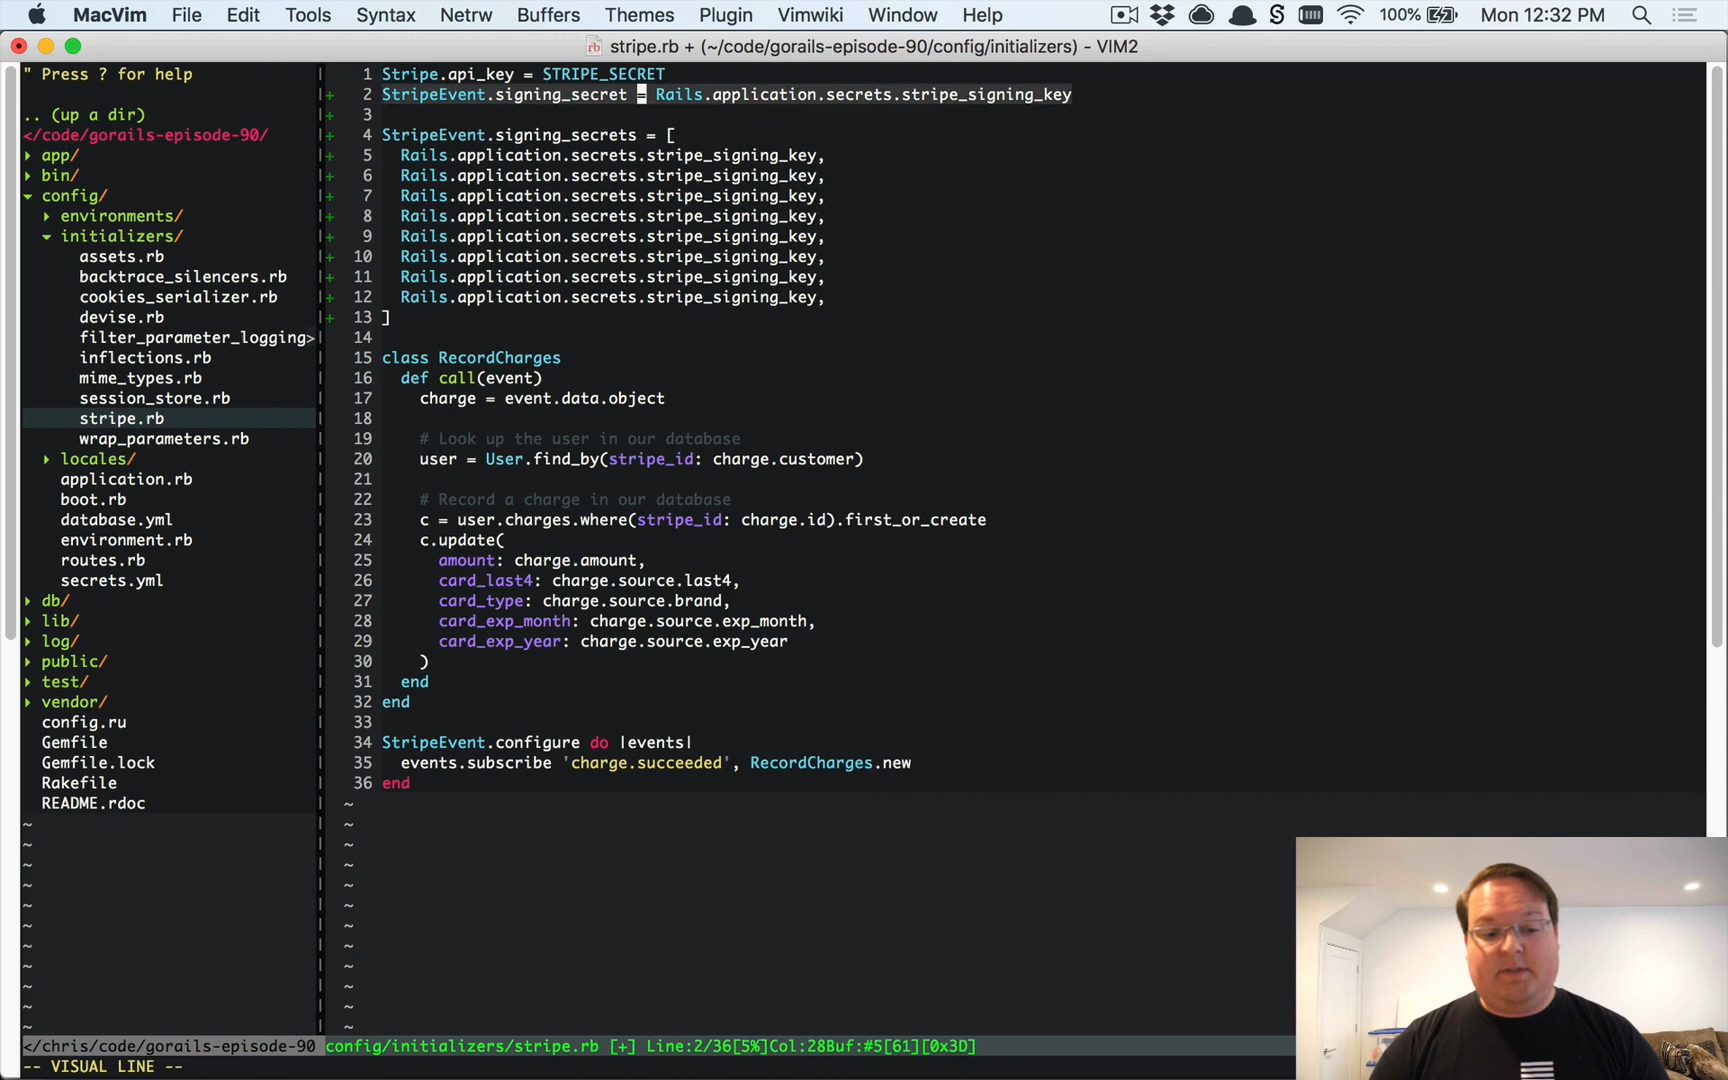 MacVim File Edit Tools Syntax Netrw Buffers Themes Plugin Vimwiki Window Help 100% Mon 12:32 PM
rb stripe.rb + (~/code/gorails-episode-90/config/initializers) - VIM2
" Press ? for help
.. (up a dir)
</code/gorails-episode-90/
app/
bin/
config/
environments/
initializers/
assets.rb
backtrace_silencers.rb
cookies_serializer.rb
devise.rb
filter_parameter_logging>
inflections.rb
mime_types.rb
session_store.rb
stripe.rb
wrap_parameters.rb
locales/
application.rb
boot.rb
database.yml
environment.rb
routes.rb
secrets.yml
db/
lib/
log/
public/
test/
vendor/
config.ru
Gemfile
Gemfile.lock
Rakefile
README.rdoc
1 Stripe.api_key = STRIPE_SECRET
+ 2 StripeEvent.signing_secret = Rails.application.secrets.stripe_signing_key
+ 3
+ 4 StripeEvent.signing_secrets = [
+ 5 Rails.application.secrets.stripe_signing_key,
+ 6 Rails.application.secrets.stripe_signing_key,
+ 7 Rails.application.secrets.stripe_signing_key,
+ 8 Rails.application.secrets.stripe_signing_key,
+ 9 Rails.application.secrets.stripe_signing_key,
+ 10 Rails.application.secrets.stripe_signing_key,
+ 11 Rails.application.secrets.stripe_signing_key,
+ 12 Rails.application.secrets.stripe_signing_key,
+ 13 ]
14
15 class RecordCharges
16 def call(event)
17 charge = event.data.object
18
19 # Look up the user in our database
20 user = User.find_by(stripe_id: charge.customer)
21
22 # Record a charge in our database
23 c = user.charges.where(stripe_id: charge.id).first_or_create
24 c.update(
25 amount: charge.amount,
26 card_last4: charge.source.last4,
27 card_type: charge.source.brand,
28 card_exp_month: charge.source.exp_month,
29 card_exp_year: charge.source.exp_year
30 )
31 end
32 end
33
34 StripeEvent.configure do |events|
35 events.subscribe 'charge.succeeded', RecordCharges.new
36 end
</chris/code/gorails-episode-90 config/initializers/stripe.rb [+] Line:2/36[5%]Col:28Buf:#5[61][0x3D]
-- VISUAL LINE --